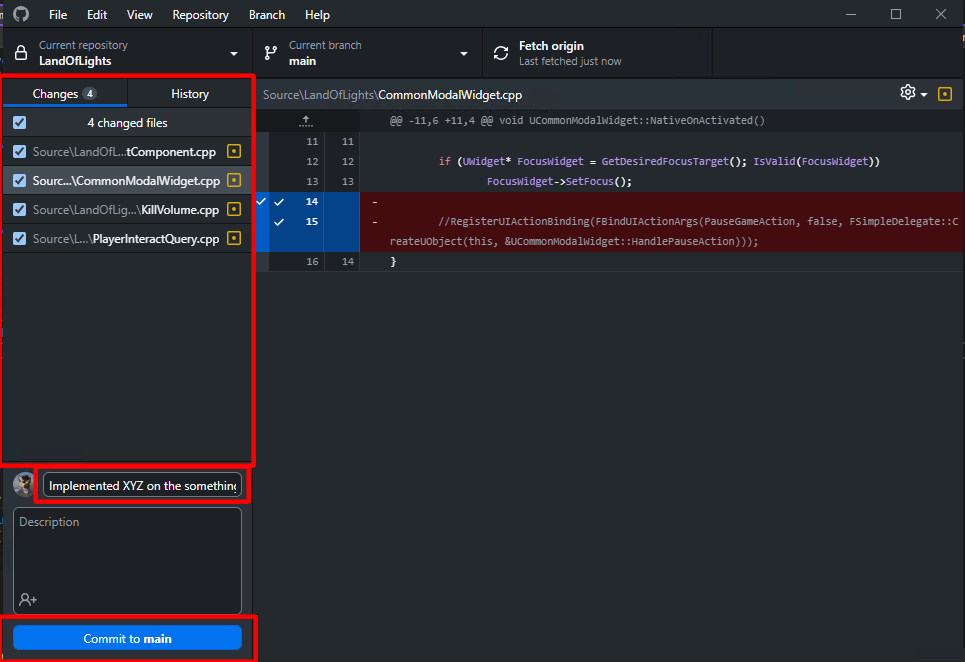 File Edit View Repository Branch Help
Current repository
LandOfLights
Current branch
main
Fetch origin
Last fetched just now
Changes 4
History
4 changed files
Source\LandOfL...tComponent.cpp
Sourc...\CommonModalWidget.cpp
Source\LandOfLig...\KillVolume.cpp
Source\L...\PlayerInteractQuery.cpp
Source\LandOfLights\CommonModalWidget.cpp
@@ -11,6 +11,4 @@ void UCommonModalWidget::NativeOnActivated()
11 11
12 12 if (UWidget* FocusWidget = GetDesiredFocusTarget(); IsValid(FocusWidget))
13 13 FocusWidget->SetFocus();
14 -
15 - //RegisterUIActionBinding(FBindUIActionArgs(PauseGameAction, false, FSimpleDelegate::C
reateUObject(this, &UCommonModalWidget::HandlePauseAction)));
16 14 }
Implemented XYZ on the something
Description
Commit to main